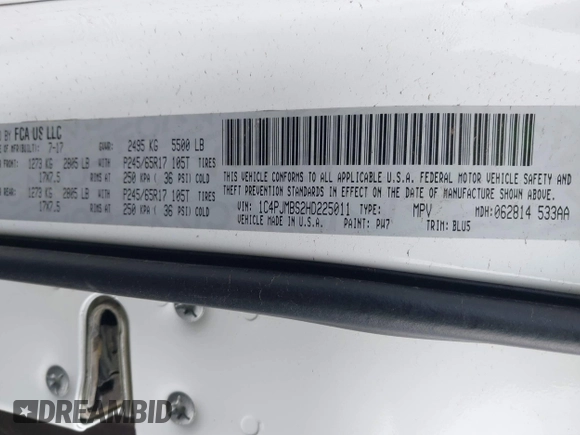 D BY FCA US LLC
E OF MFR(BUILT): 7-17 GVWR: 2495 KG 5500 LB
FRONT: 1273 KG 2805 LB P245/65R17 105T TIRES
17X7.5 250 KPA ( 36 PSI) COLD
REAR: 1273 KG 2805 LB P245/65R17 105T TIRES
17X7.5 250 KPA ( 36 PSI) COLD
THIS VEHICLE CONFORMS TO ALL APPLICABLE U.S.A. FEDERAL MOTOR VEHICLE SAFETY AND
THEFT PREVENTION STANDARDS IN EFFECT ON THE DATE OF MANUFACTURE SHOWN ABOVE.
VIN: 1C4PJMBS2HD225011 TYPE: MPV MDH: 062814 533AA
VEHICLE MADE IN U.S.A. PAINT: PW7 TRIM: BLU5
DREAMBID